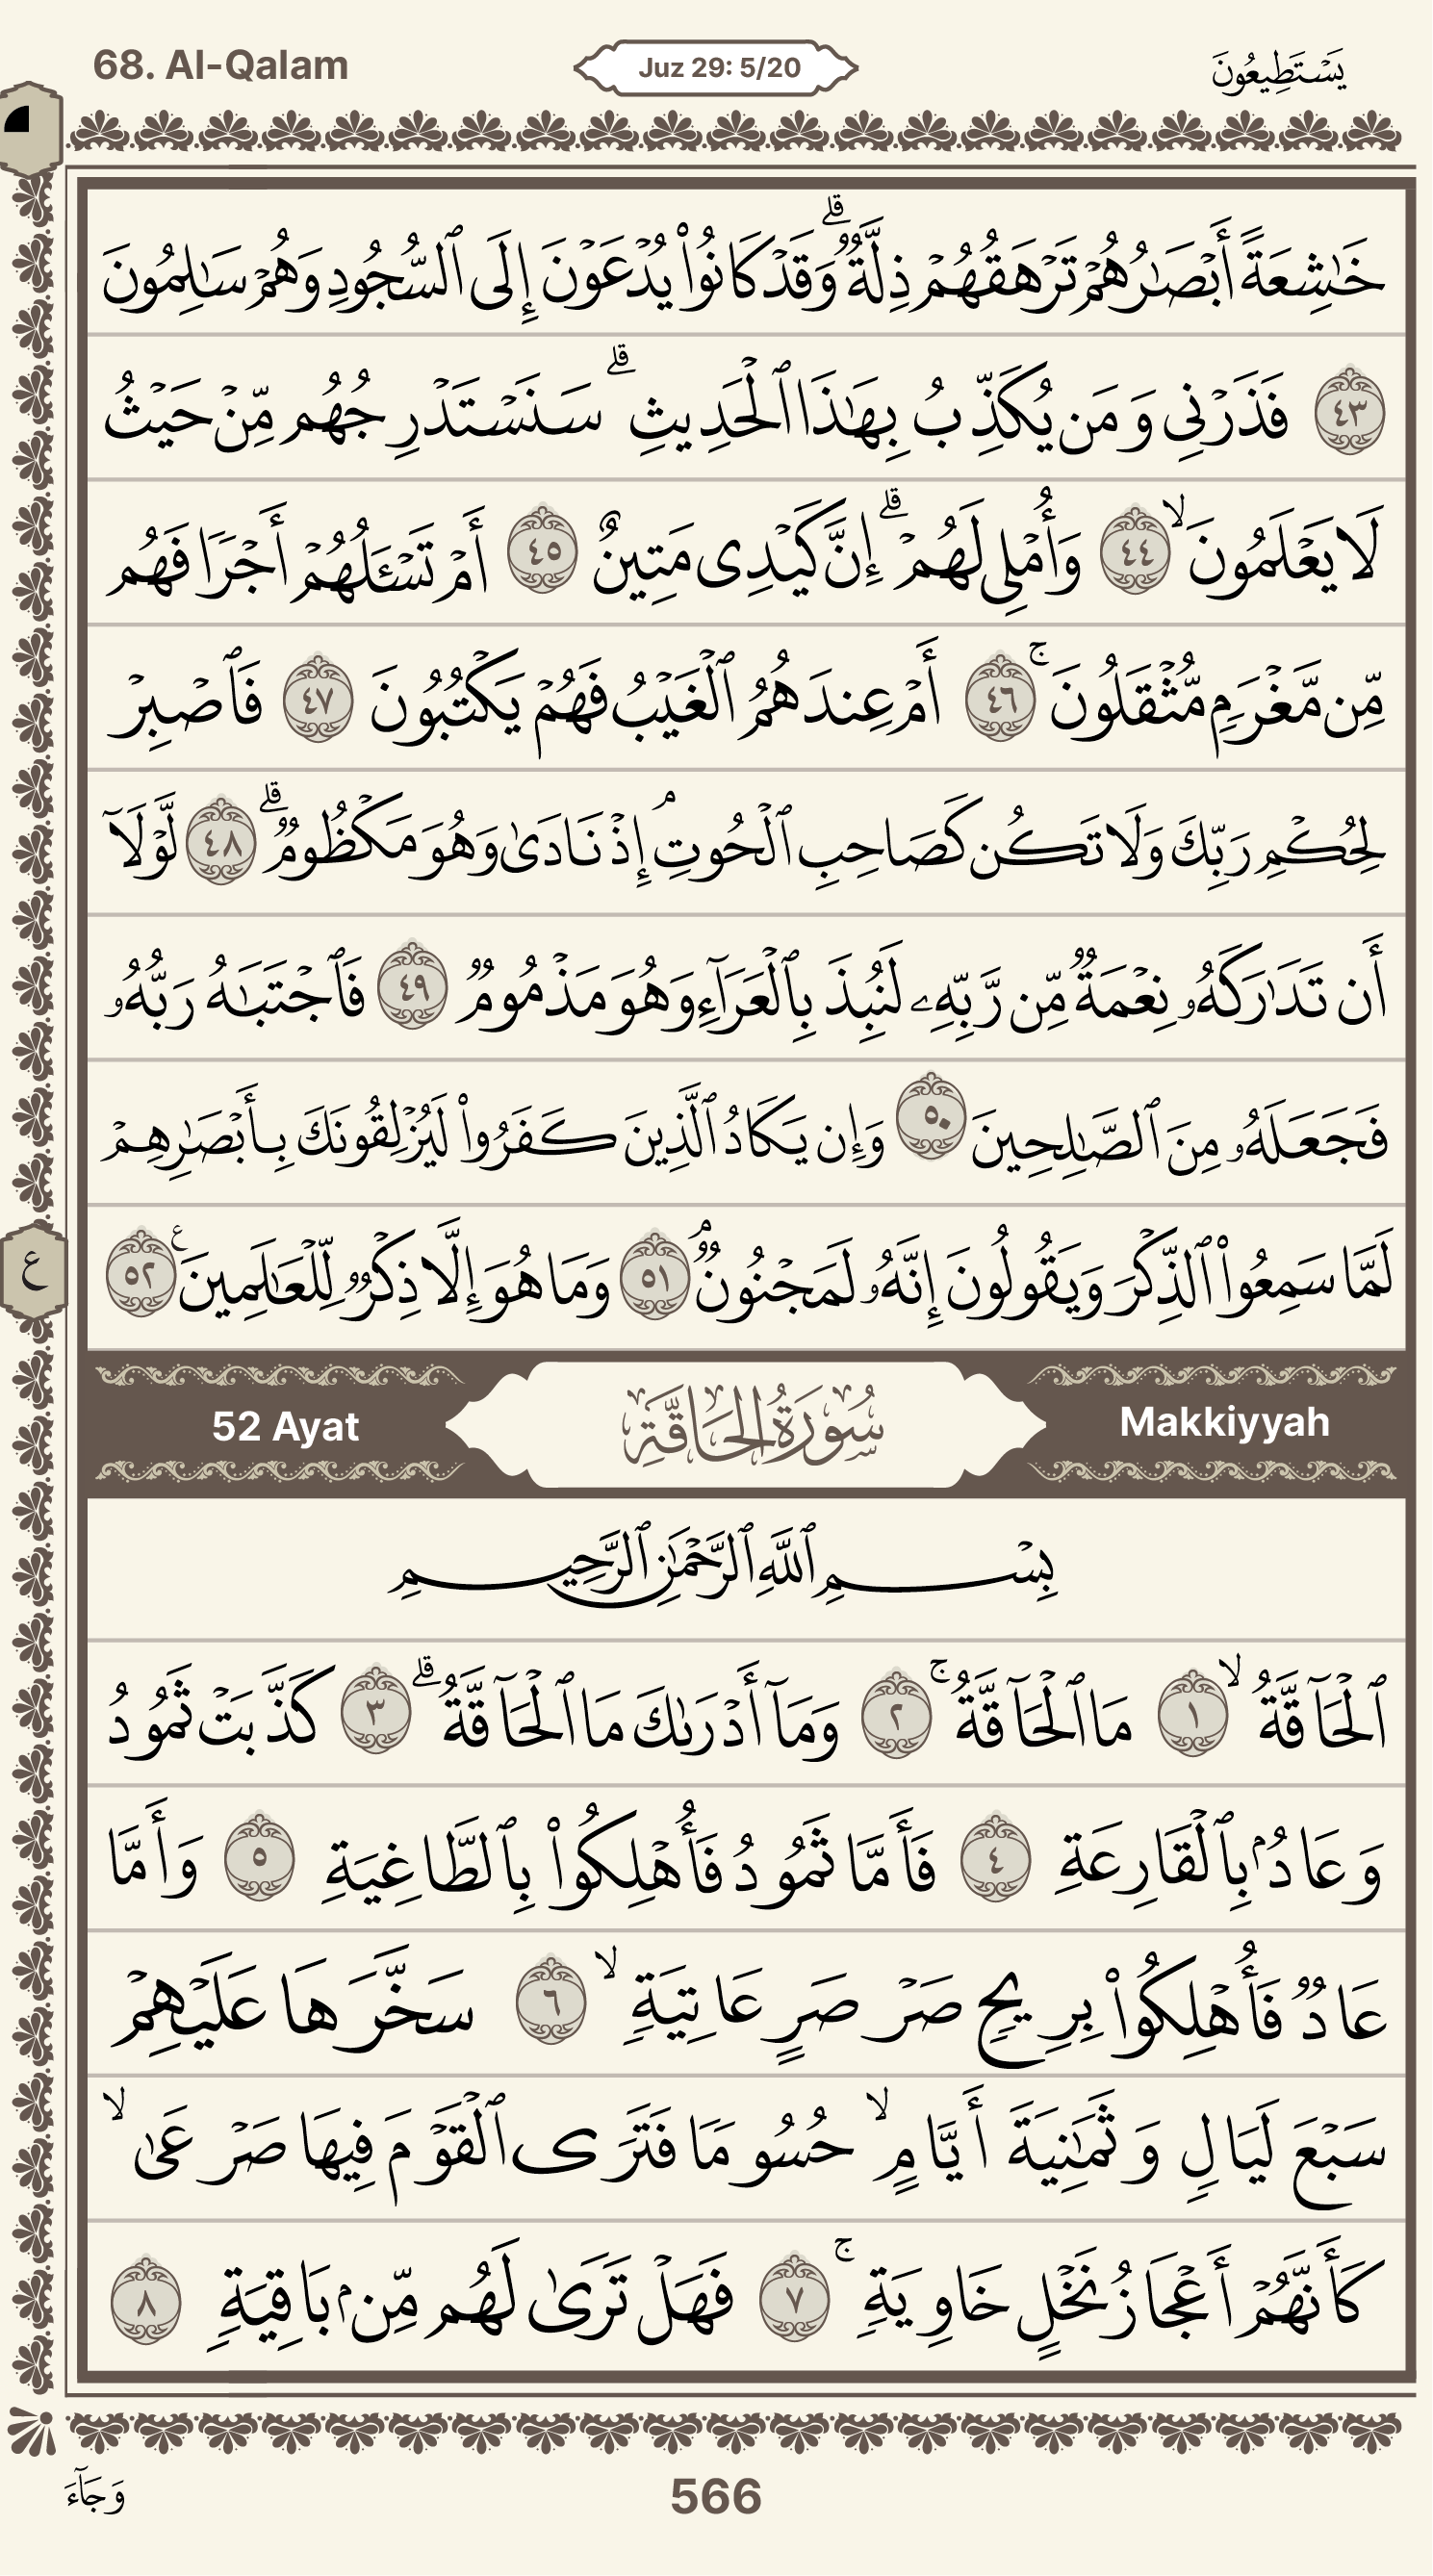 68. Al-Qalam
Juz 29: 5/20
يَسْتَطِيعُونَ
خَٰشِعَةً أَبْصَٰرُهُمْ تَرْهَقُهُمْ ذِلَّةٌ ۗ وَقَدْ كَانُوا۟ يُدْعَوْنَ إِلَى ٱلسُّجُودِ وَهُمْ سَٰلِمُونَ
٤٣ فَذَرْنِى وَمَن يُكَذِّبُ بِهَٰذَا ٱلْحَدِيثِ ۖ سَنَسْتَدْرِجُهُم مِّنْ حَيْثُ
لَا يَعْلَمُونَ ۙ ٤٤ وَأُمْلِى لَهُمْ ۗ إِنَّ كَيْدِى مَتِينٌ ٤٥ أَمْ تَسْـَٔلُهُمْ أَجْرًا فَهُم
مِّن مَّغْرَمٍ مُّثْقَلُونَ ۚ ٤٦ أَمْ عِندَهُمُ ٱلْغَيْبُ فَهُمْ يَكْتُبُونَ ٤٧ فَٱصْبِرْ
لِحُكْمِ رَبِّكَ وَلَا تَكُن كَصَاحِبِ ٱلْحُوتِ ۘ إِذْ نَادَىٰ وَهُوَ مَكْظُومٌ ۗ ٤٨ لَّوْلَآ
أَن تَدَٰرَكَهُۥ نِعْمَةٌ مِّن رَّبِّهِۦ لَنُبِذَ بِٱلْعَرَآءِ وَهُوَ مَذْمُومٌ ٤٩ فَٱجْتَبَٰهُ رَبُّهُۥ
فَجَعَلَهُۥ مِنَ ٱلصَّٰلِحِينَ ٥٠ وَإِن يَكَادُ ٱلَّذِينَ كَفَرُوا۟ لَيُزْلِقُونَكَ بِأَبْصَٰرِهِمْ
لَمَّا سَمِعُوا۟ ٱلذِّكْرَ وَيَقُولُونَ إِنَّهُۥ لَمَجْنُونٌ ۘ ٥١ وَمَا هُوَ إِلَّا ذِكْرٌ لِّلْعَٰلَمِينَ ࣖ ٥٢
ع
52 Ayat
سُورَةُ الْحَاقَّةِ
Makkiyyah
بِسْمِ ٱللَّهِ ٱلرَّحْمَٰنِ ٱلرَّحِيمِ
ٱلْحَآقَّةُ ۙ ١ مَا ٱلْحَآقَّةُ ۚ ٢ وَمَآ أَدْرَىٰكَ مَا ٱلْحَآقَّةُ ۗ ٣ كَذَّبَتْ ثَمُودُ
وَعَادٌۢ بِٱلْقَارِعَةِ ٤ فَأَمَّا ثَمُودُ فَأُهْلِكُوا۟ بِٱلطَّاغِيَةِ ٥ وَأَمَّا
عَادٌ فَأُهْلِكُوا۟ بِرِيحٍ صَرْصَرٍ عَاتِيَةٍ ۙ ٦ سَخَّرَهَا عَلَيْهِمْ
سَبْعَ لَيَالٍ وَثَمَٰنِيَةَ أَيَّامٍ ۙ حُسُومًا فَتَرَى ٱلْقَوْمَ فِيهَا صَرْعَىٰ ۙ
كَأَنَّهُمْ أَعْجَازُ نَخْلٍ خَاوِيَةٍ ۚ ٧ فَهَلْ تَرَىٰ لَهُم مِّنۢ بَاقِيَةٍ ٨
وَجَآءَ
566